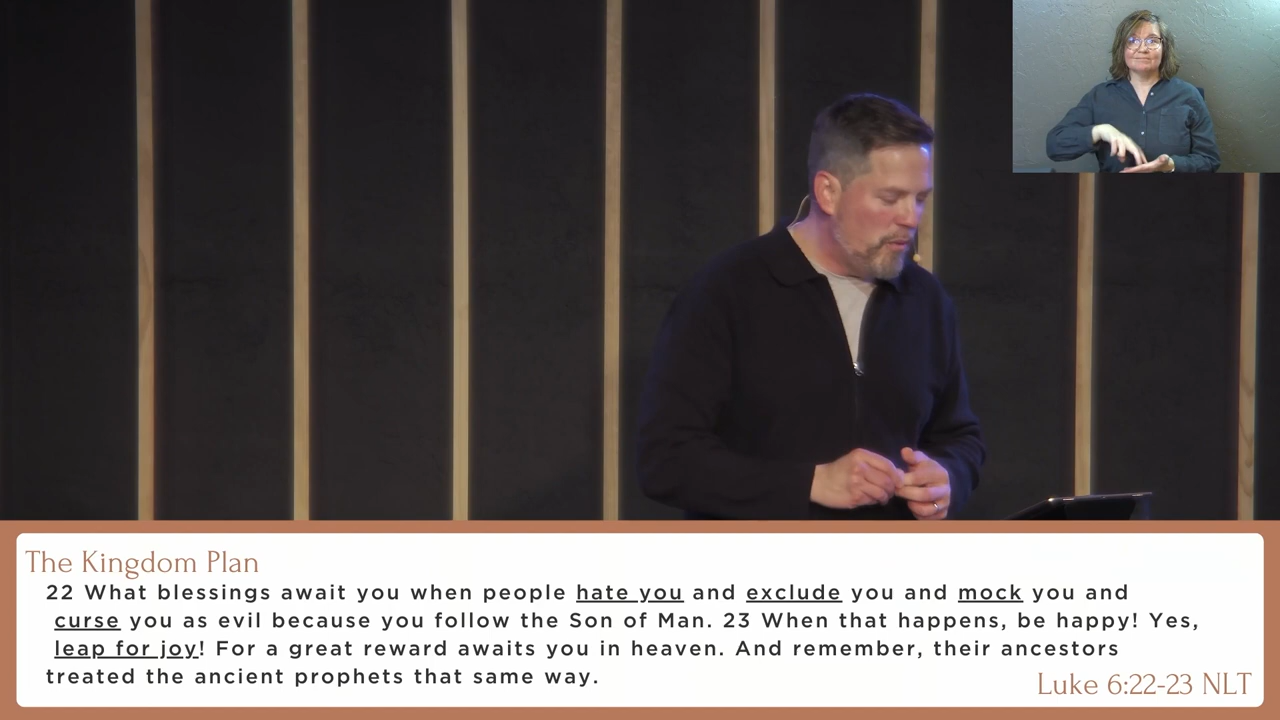 The Kingdom Plan
22 What blessings await you when people hate you and exclude you and mock you and
curse you as evil because you follow the Son of Man. 23 When that happens, be happy! Yes,
leap for joy! For a great reward awaits you in heaven. And remember, their ancestors
treated the ancient prophets that same way.
Luke 6:22-23 NLT